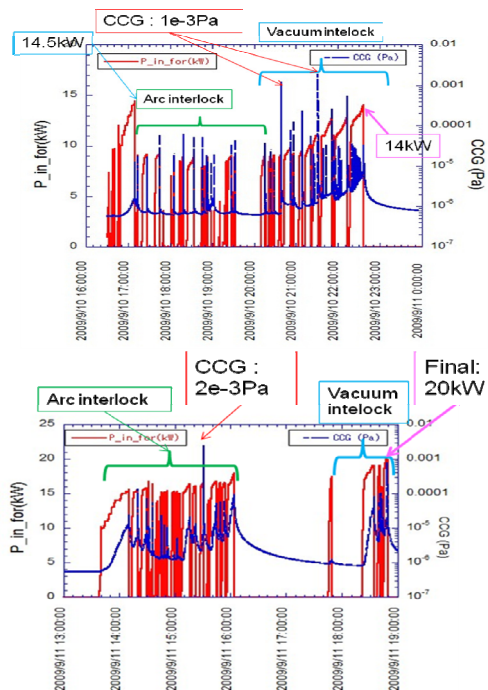 CCG : 1e-3Pa
Vacuum intelock
14.5kW
P_in_for(kW)
CCG (Pa)
Arc interlock
14kW
P_in_for(kW)
15
10
5
0
0.01
0.001
0.0001
10-5
10-6
10-7
CCG (Pa)
2009/9/10 16:00:00
2009/9/10 17:00:00
2009/9/10 18:00:00
2009/9/10 19:00:00
2009/9/10 20:00:00
2009/9/10 21:00:00
2009/9/10 22:00:00
2009/9/10 23:00:00
2009/9/11 0:00:00
CCG :
2e-3Pa
Final:
20kW
Arc interlock
Vacuum
intelock
P_in_for(kW)
CCG (Pa)
P_in_for(kW)
25
20
15
10
5
0
0.01
0.001
0.0001
10-5
10-6
10-7
CCG (Pa)
2009/9/11 13:00:00
2009/9/11 14:00:00
2009/9/11 15:00:00
2009/9/11 16:00:00
2009/9/11 17:00:00
2009/9/11 18:00:00
2009/9/11 19:00:00